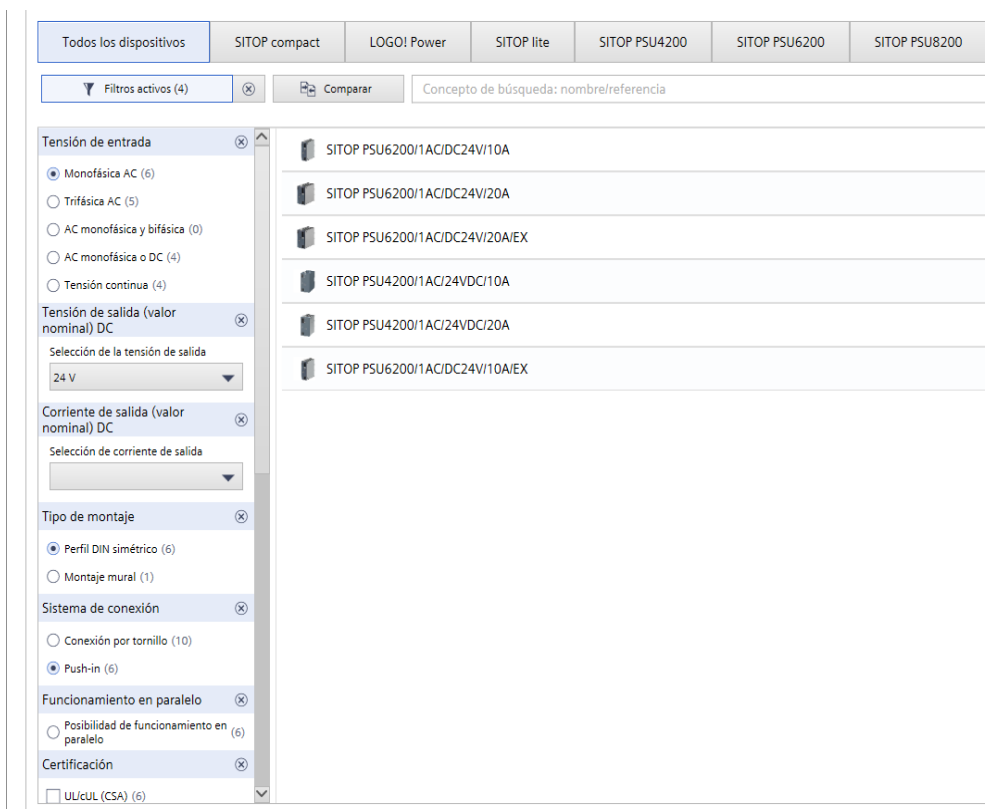 Todos los dispositivos
SITOP compact
LOGO! Power
SITOP lite
SITOP PSU4200
SITOP PSU6200
SITOP PSU8200
Filtros activos (4)
Comparar
Concepto de búsqueda: nombre/referencia
Tensión de entrada
Monofásica AC (6)
Trifásica AC (5)
AC monofásica y bifásica (0)
AC monofásica o DC (4)
Tensión continua (4)
Tensión de salida (valor
nominal) DC
Selección de la tensión de salida
24 V
Corriente de salida (valor
nominal) DC
Selección de corriente de salida
Tipo de montaje
Perfil DIN simétrico (6)
Montaje mural (1)
Sistema de conexión
Conexión por tornillo (10)
Push-in (6)
Funcionamiento en paralelo
Posibilidad de funcionamiento en
paralelo (6)
Certificación
UL/cUL (CSA) (6)
SITOP PSU6200/1AC/DC24V/10A
SITOP PSU6200/1AC/DC24V/20A
SITOP PSU6200/1AC/DC24V/20A/EX
SITOP PSU4200/1AC/24VDC/10A
SITOP PSU4200/1AC/24VDC/20A
SITOP PSU6200/1AC/DC24V/10A/EX